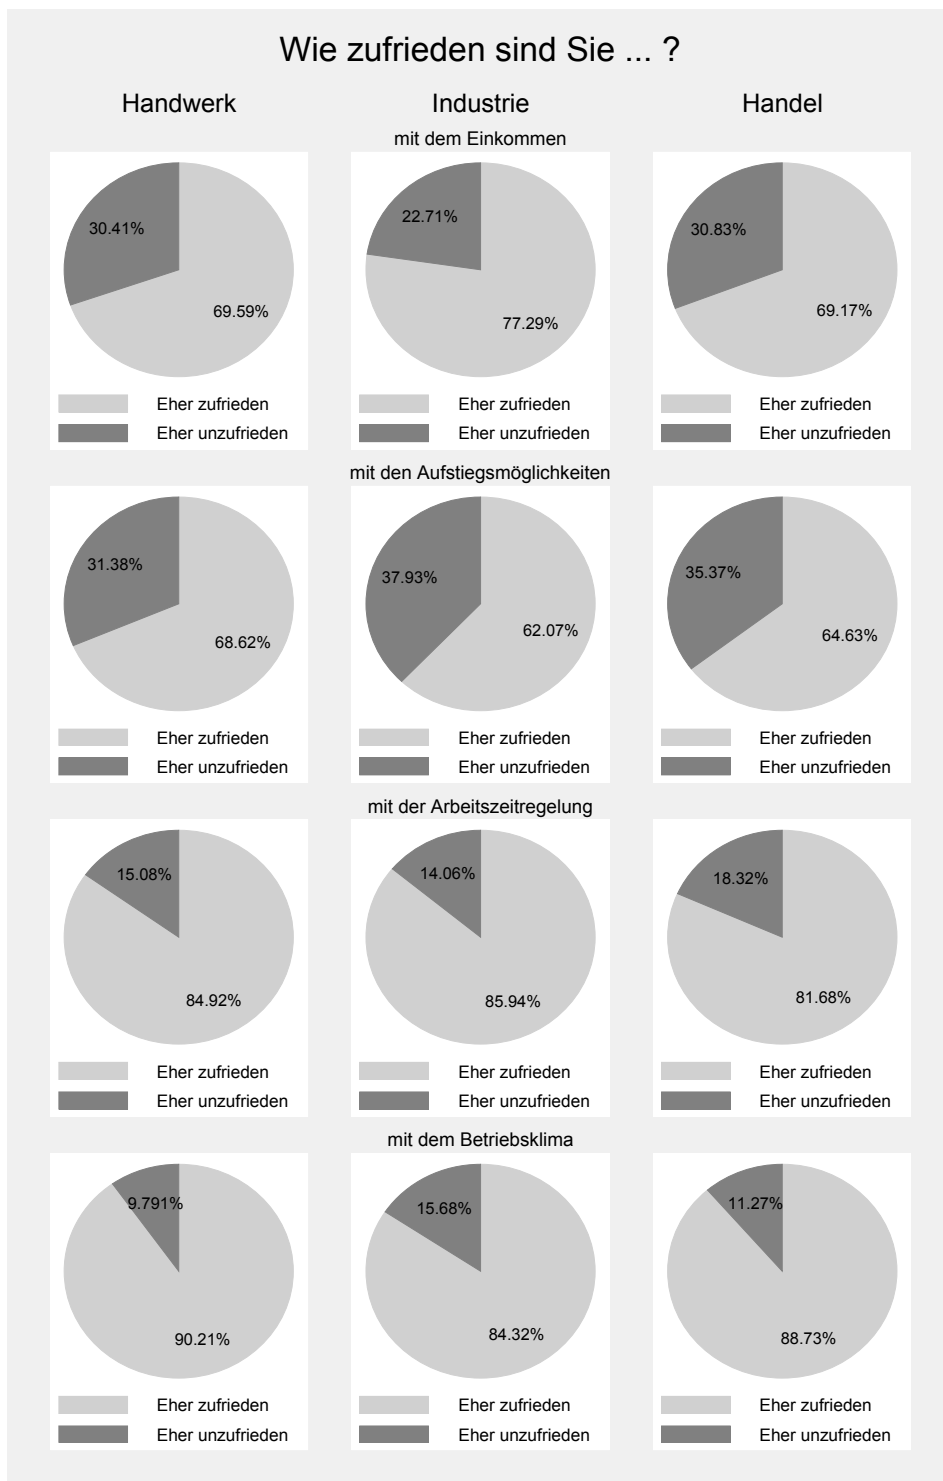 Wie zufrieden sind Sie ... ?
Handwerk Industrie Handel
mit dem Einkommen
30.41% 69.59%
22.71% 77.29%
30.83% 69.17%
Eher zufrieden Eher zufrieden Eher zufrieden
Eher unzufrieden Eher unzufrieden Eher unzufrieden
mit den Aufstiegsmöglichkeiten
31.38% 68.62%
37.93% 62.07%
35.37% 64.63%
Eher zufrieden Eher zufrieden Eher zufrieden
Eher unzufrieden Eher unzufrieden Eher unzufrieden
mit der Arbeitszeitregelung
15.08% 84.92%
14.06% 85.94%
18.32% 81.68%
Eher zufrieden Eher zufrieden Eher zufrieden
Eher unzufrieden Eher unzufrieden Eher unzufrieden
mit dem Betriebsklima
9.791% 90.21%
15.68% 84.32%
11.27% 88.73%
Eher zufrieden Eher zufrieden Eher zufrieden
Eher unzufrieden Eher unzufrieden Eher unzufrieden